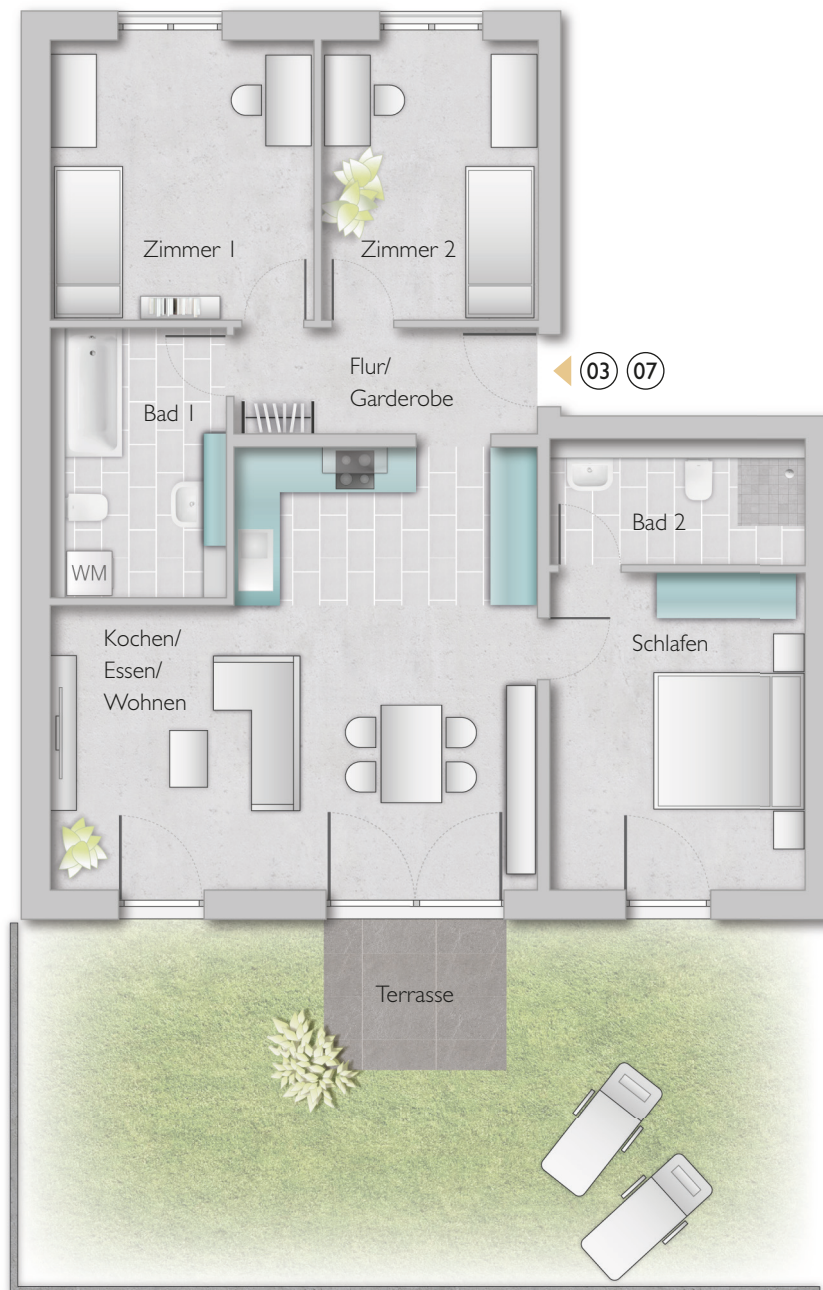 Zimmer 1
Zimmer 2
Flur/
Garderobe
03 07
Bad 1
Bad 2
WM
Kochen/
Essen/
Wohnen
Schlafen
Terrasse